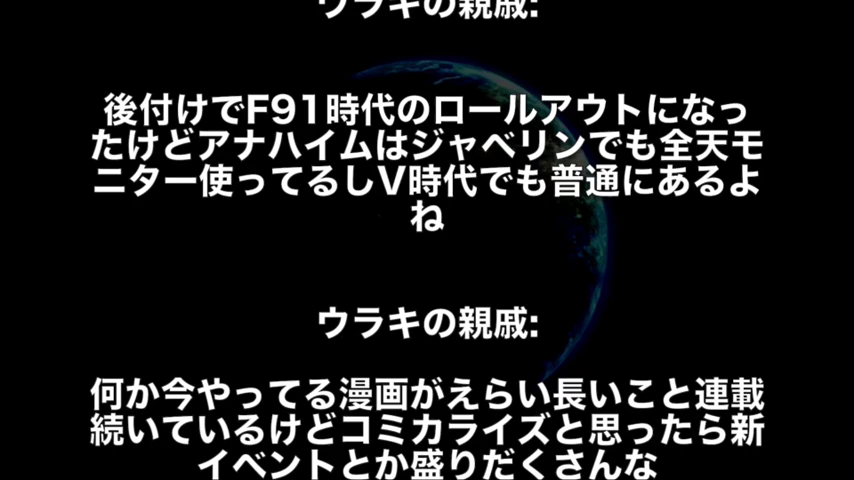 ウラキの親戚:
後付けでF91時代のロールアウトになっ
たけどアナハイムはジャベリンでも全天モ
ニター使ってるしV時代でも普通にあるよ
ね
ウラキの親戚:
何か今やってる漫画がえらい長いこと連載
続いているけどコミカライズと思ったら新
イベントとか盛りだくさんな